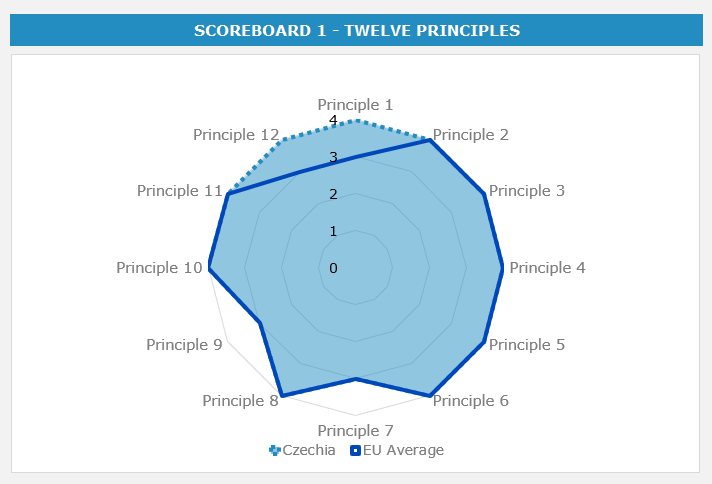 SCOREBOARD 1 - TWELVE PRINCIPLES
Principle 1
4
Principle 12
Principle 2
3
Principle 11
2
Principle 3
1
Principle 10
0
Principle 4
Principle 9
Principle 5
Principle 8
Principle 6
Principle 7
Czechia
EU Average